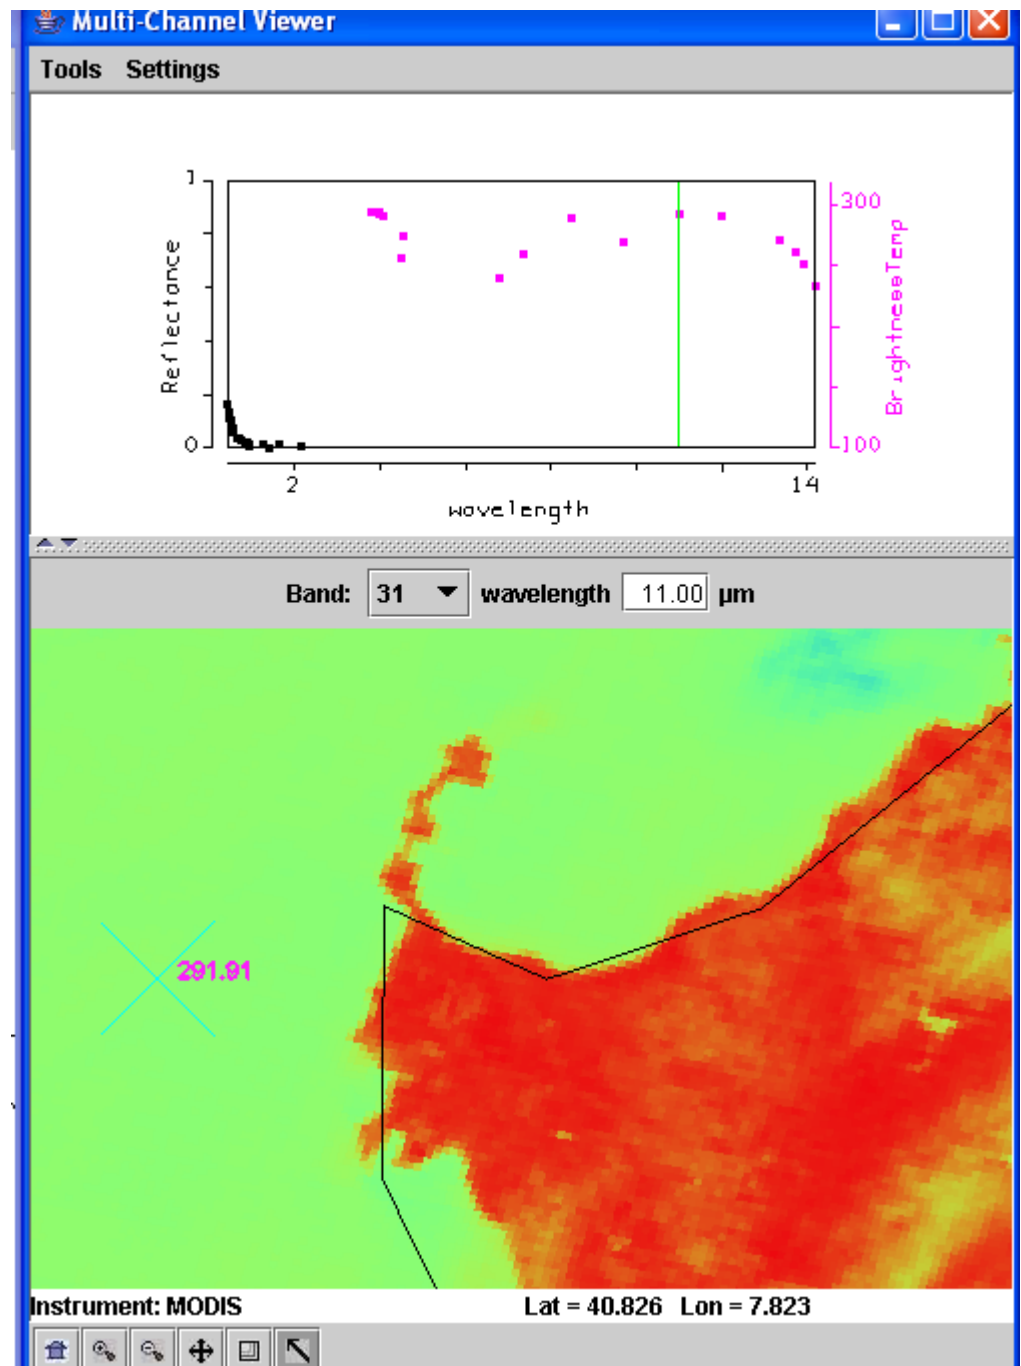 Multi-Channel Viewer
Tools Settings
1
300
Reflectance
BrightnessTemp
0
100
2
14
wavelength
Band: 31 wavelength 11.00 µm
291.91
Instrument: MODIS Lat = 40.826 Lon = 7.823